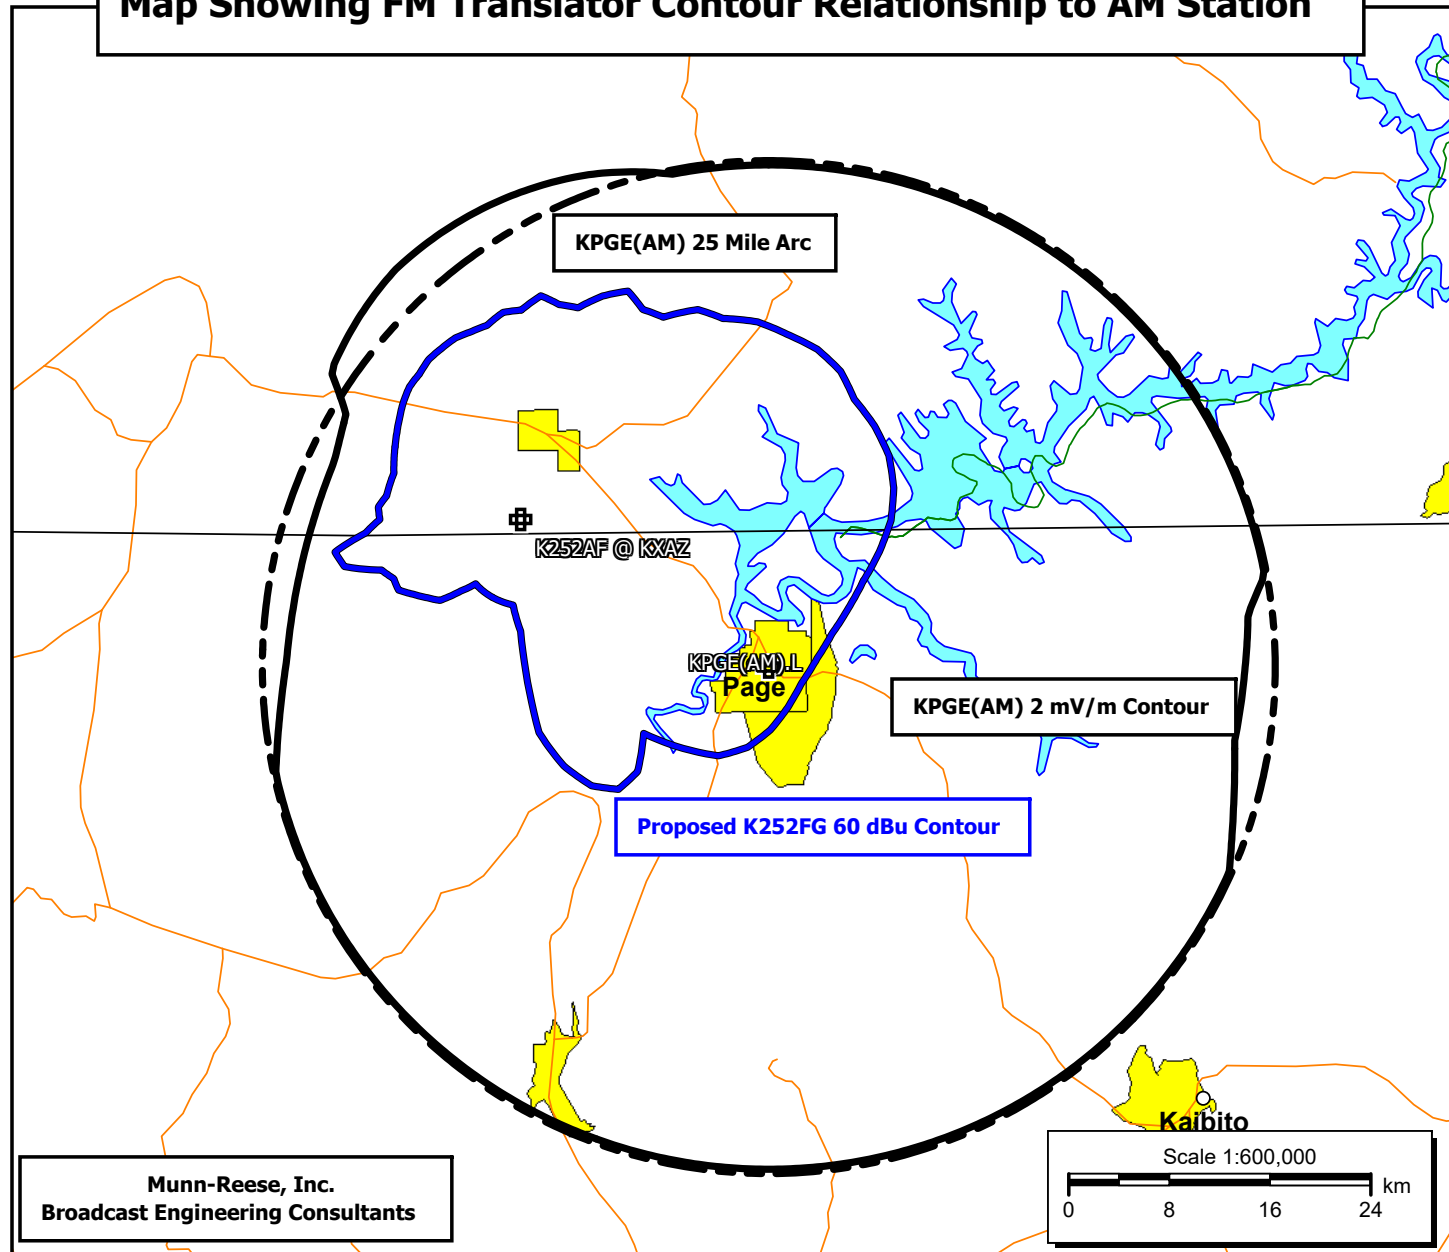 Map Showing FM Translator Contour Relationship to AM Station
KPGE(AM) 25 Mile Arc
K252AF @ KXAZ
KPGE(AM).L
Page
KPGE(AM) 2 mV/m Contour
Proposed K252FG 60 dBu Contour
Kaibito
Scale 1:600,000
km
0 8 16 24
Munn-Reese, Inc.
Broadcast Engineering Consultants